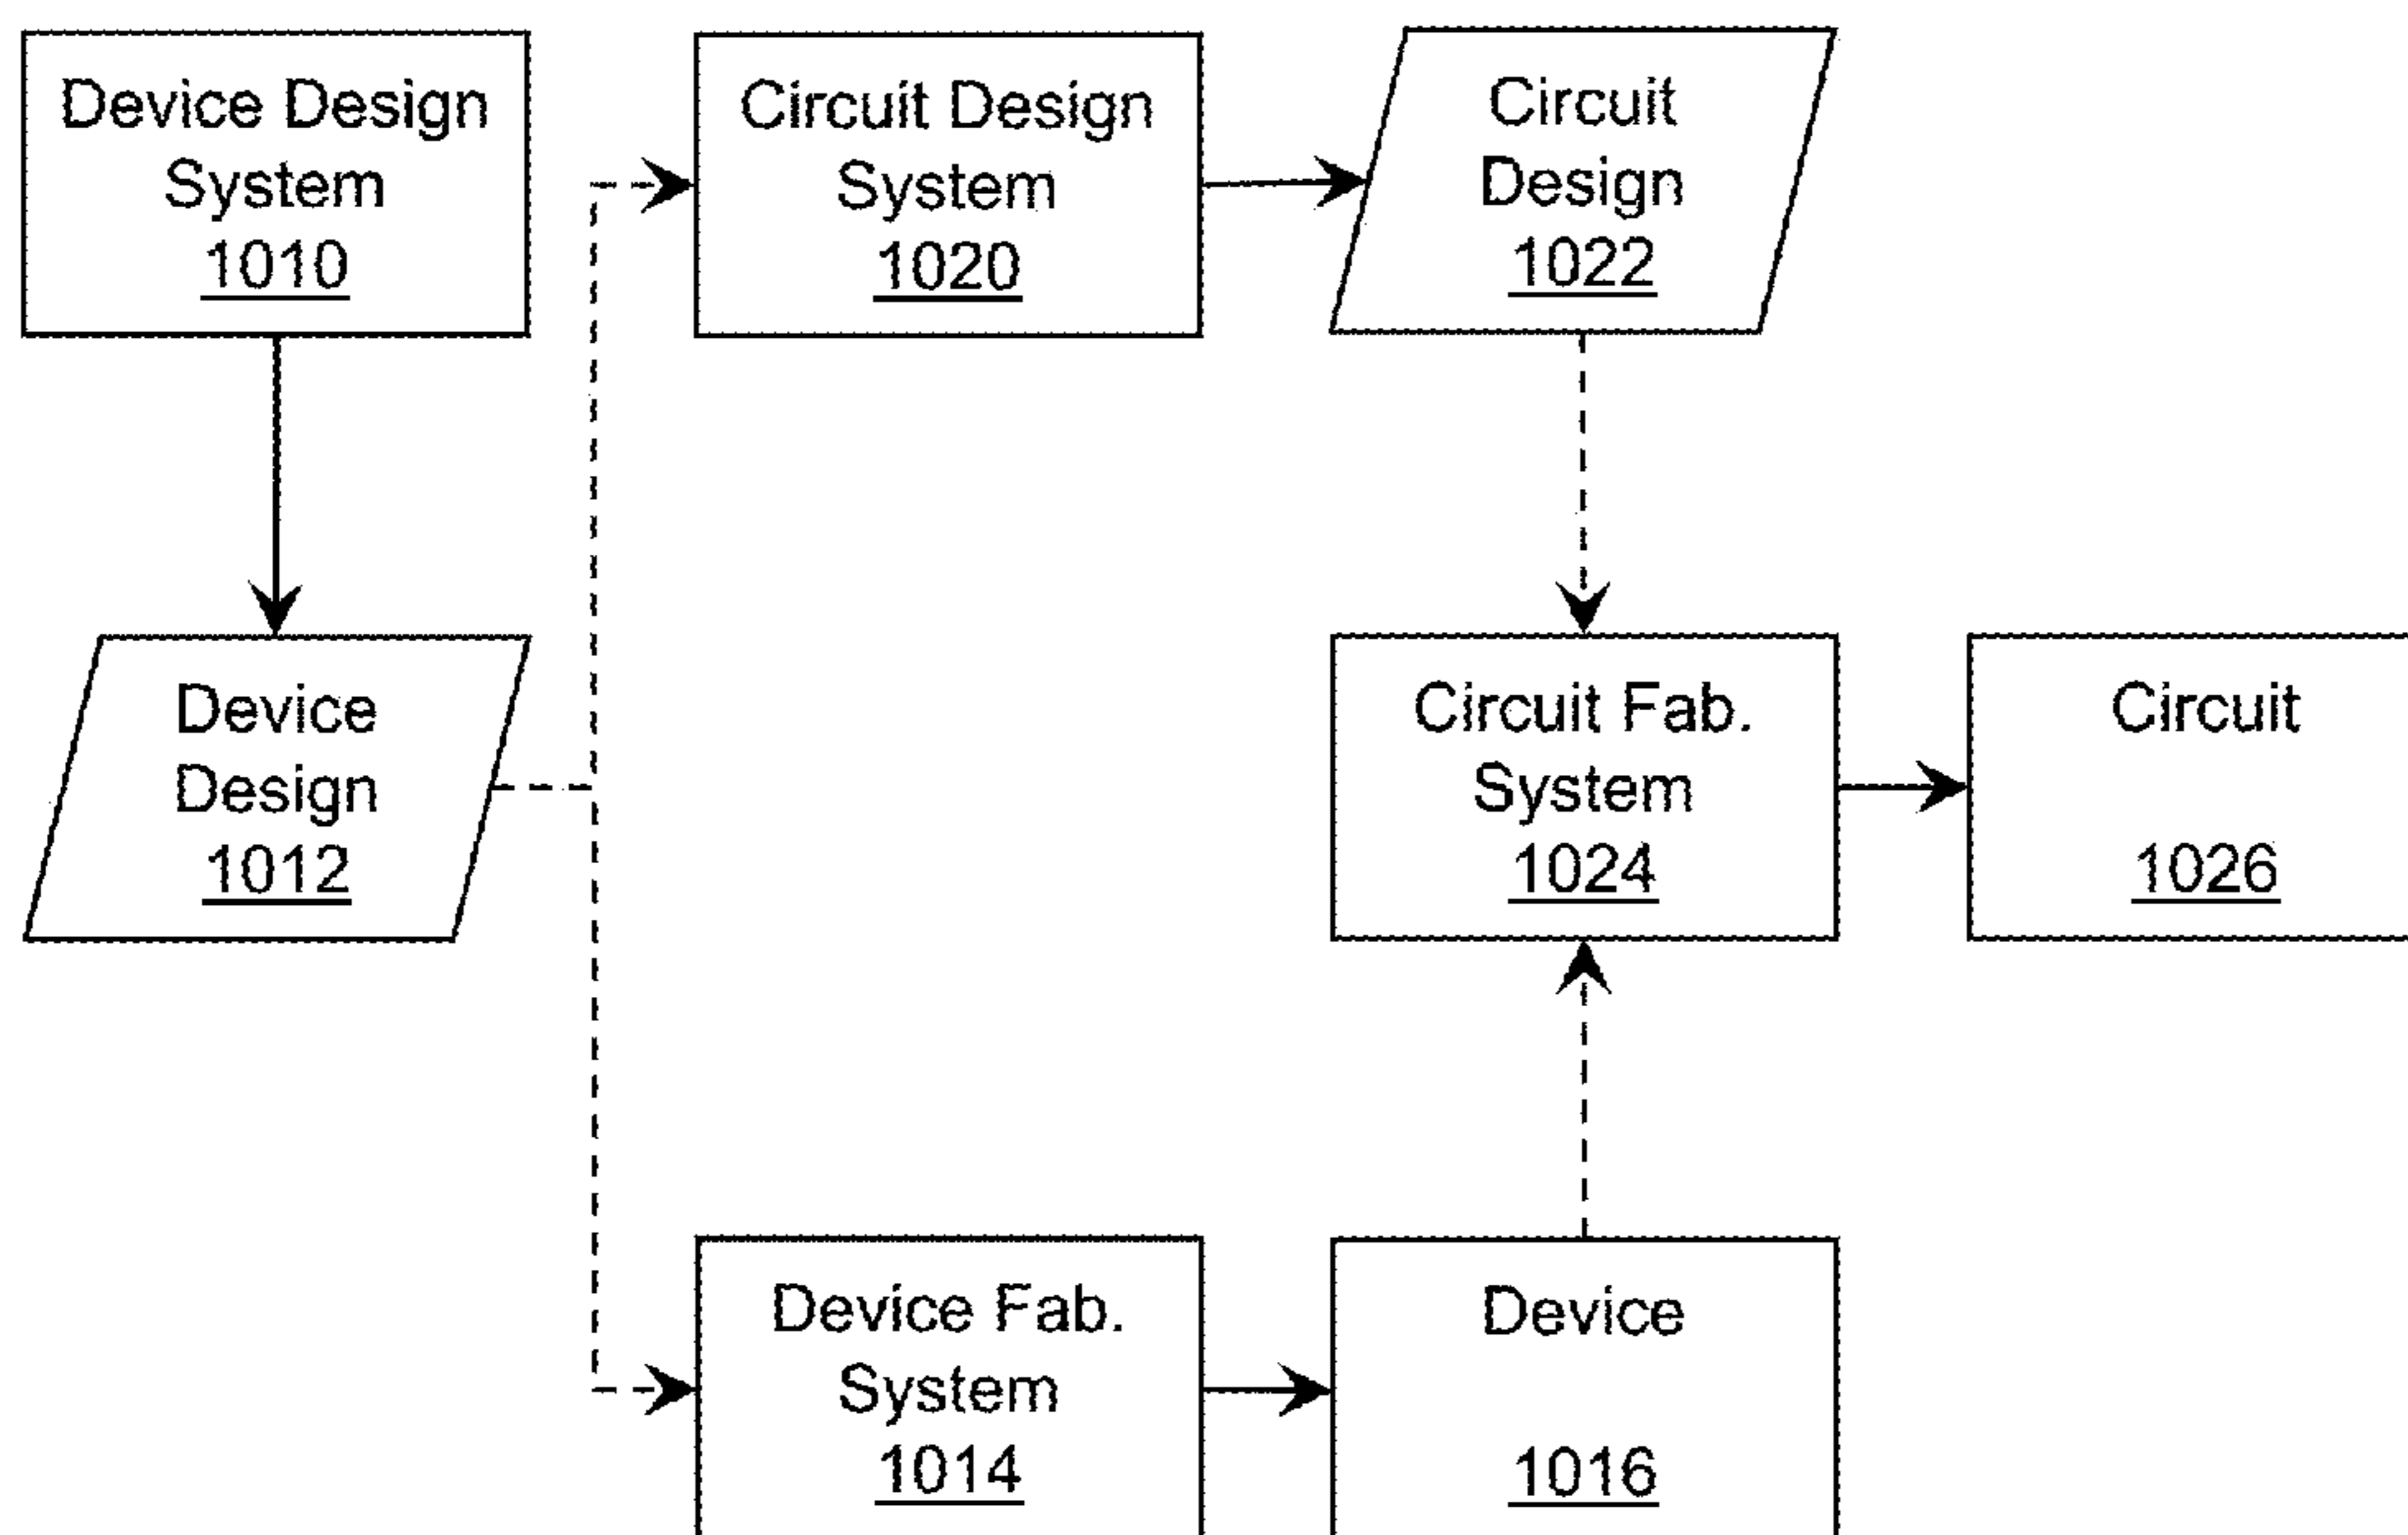 Device Design
System
1010
Circuit Design
System
1020
Circuit
Design
1022
Device
Design
1012
Circuit Fab.
System
1024
Circuit
1026
Device Fab.
System
1014
Device
1016